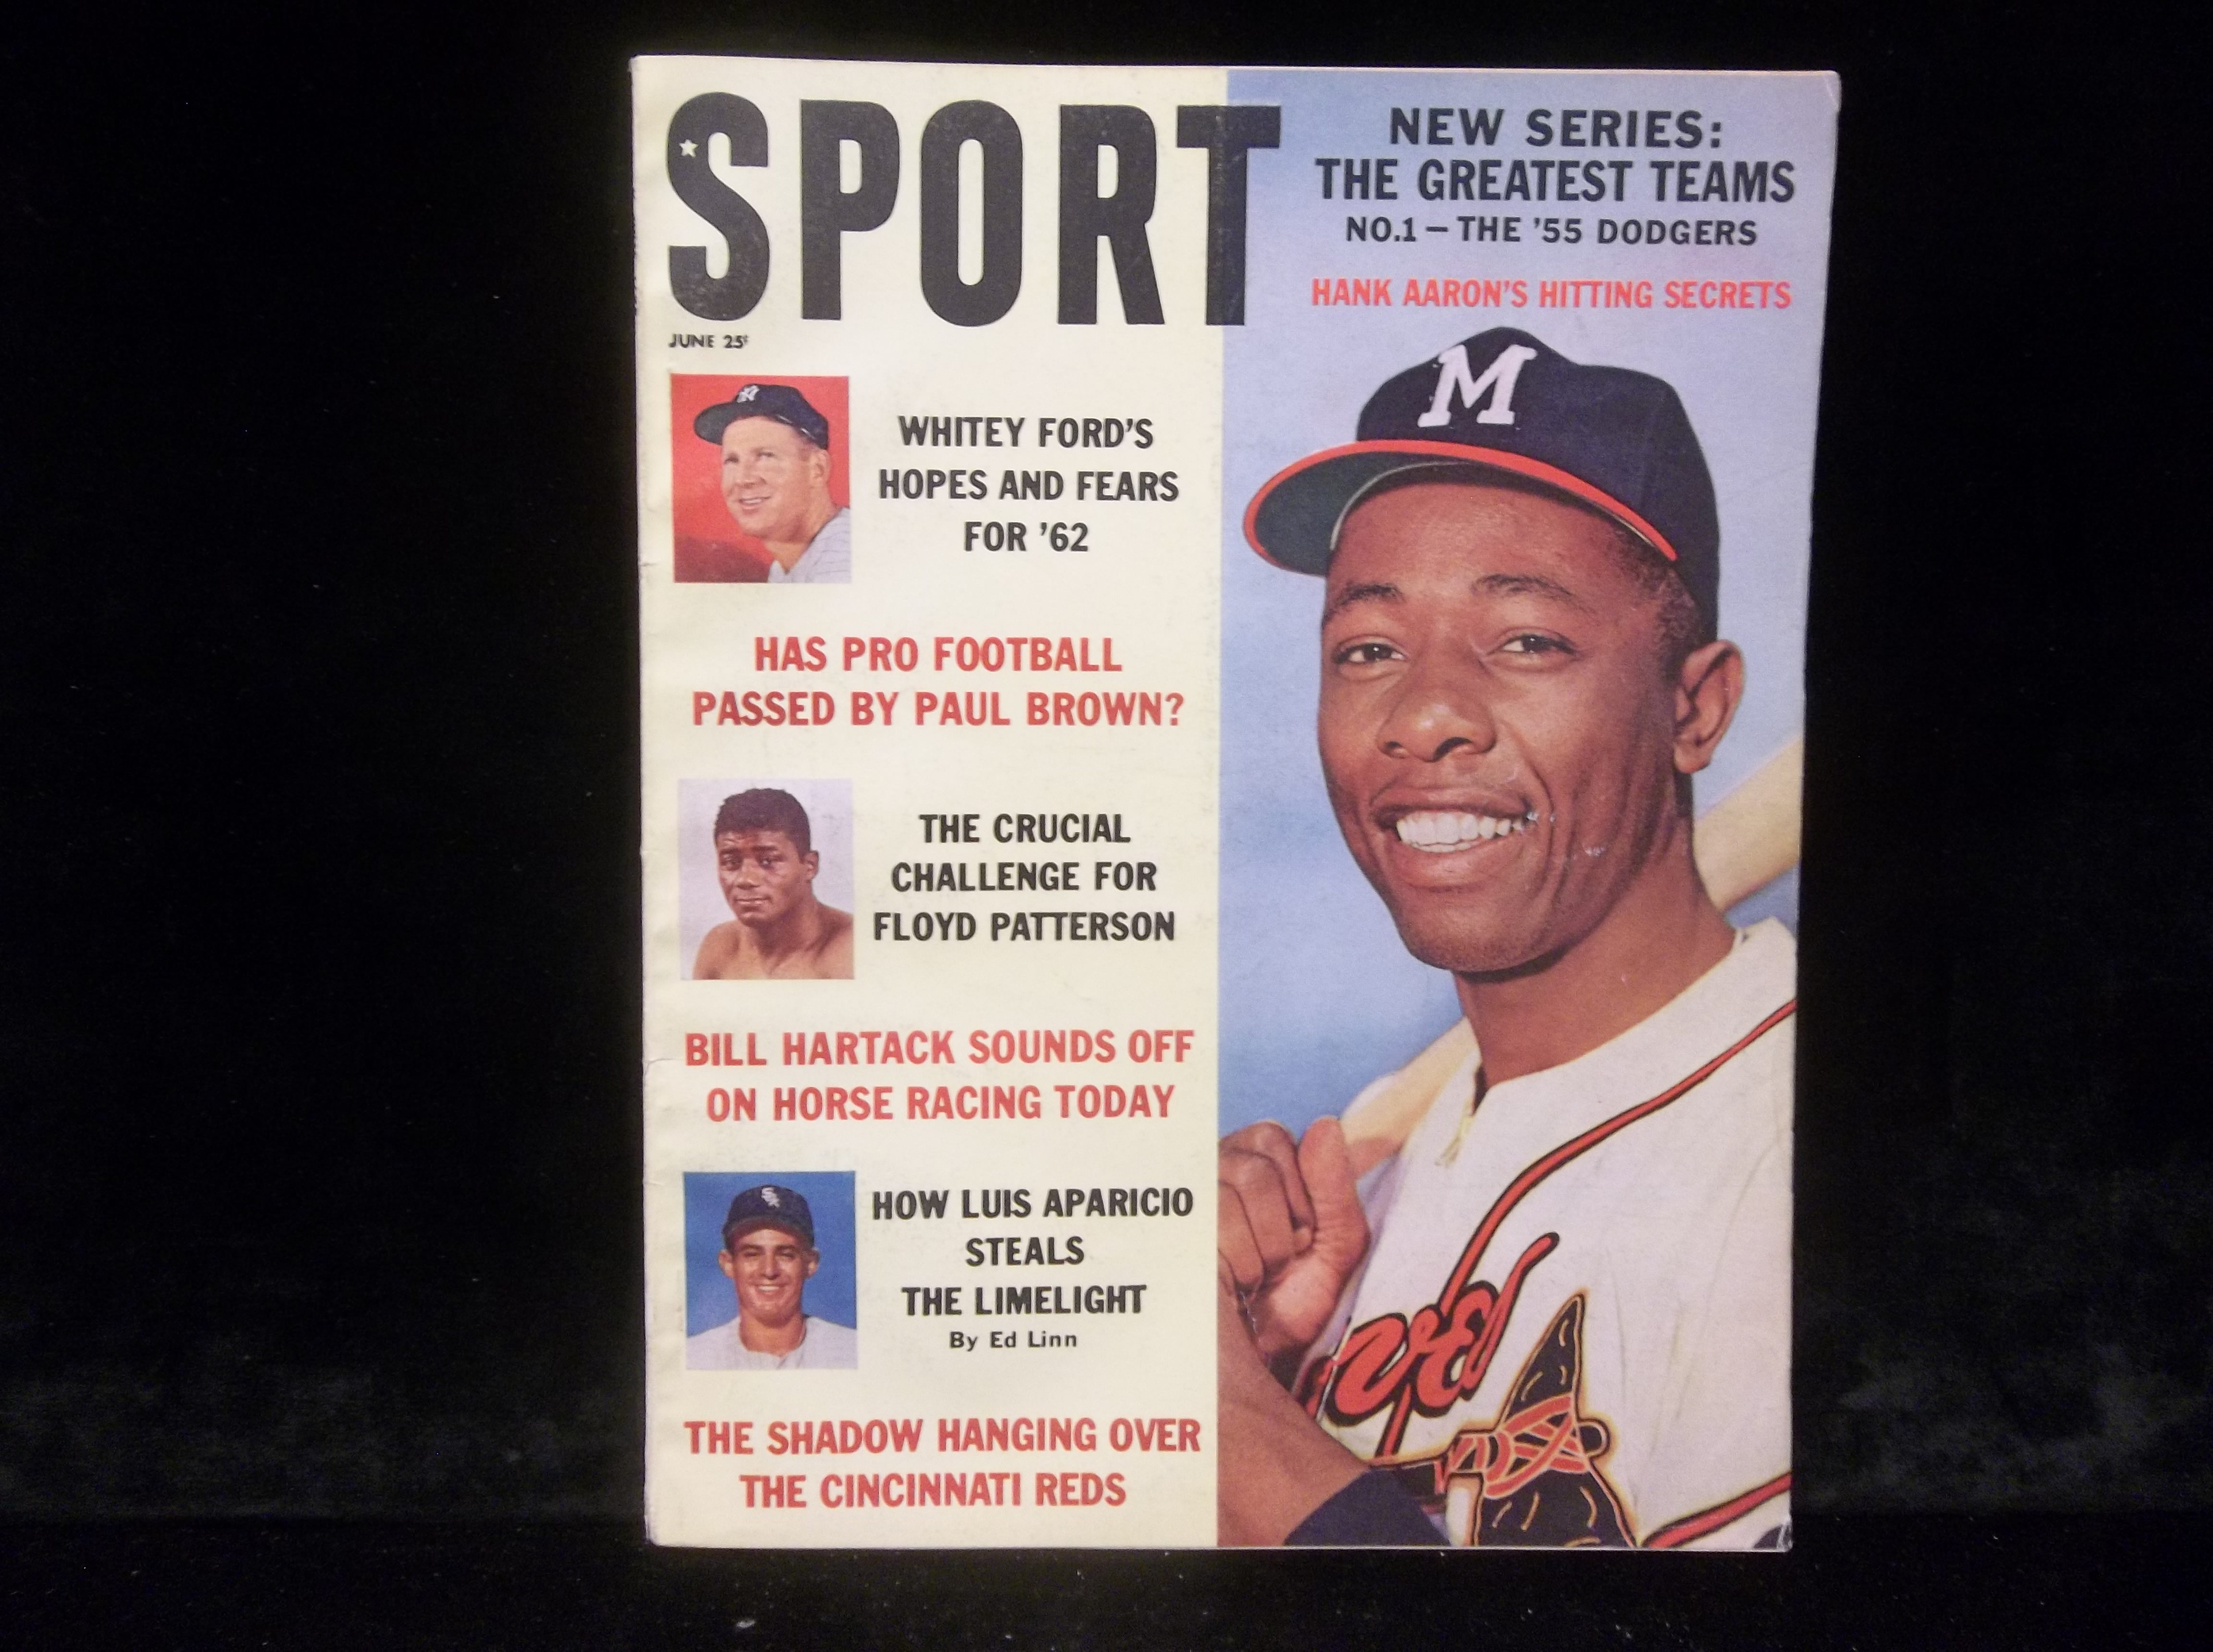 SPORT
JUNE 25¢
NEW SERIES:
THE GREATEST TEAMS
NO.1 — THE '55 DODGERS
HANK AARON'S HITTING SECRETS
WHITEY FORD'S
HOPES AND FEARS
FOR '62
HAS PRO FOOTBALL
PASSED BY PAUL BROWN?
THE CRUCIAL
CHALLENGE FOR
FLOYD PATTERSON
BILL HARTACK SOUNDS OFF
ON HORSE RACING TODAY
HOW LUIS APARICIO
STEALS
THE LIMELIGHT
By Ed Linn
THE SHADOW HANGING OVER
THE CINCINNATI REDS
M